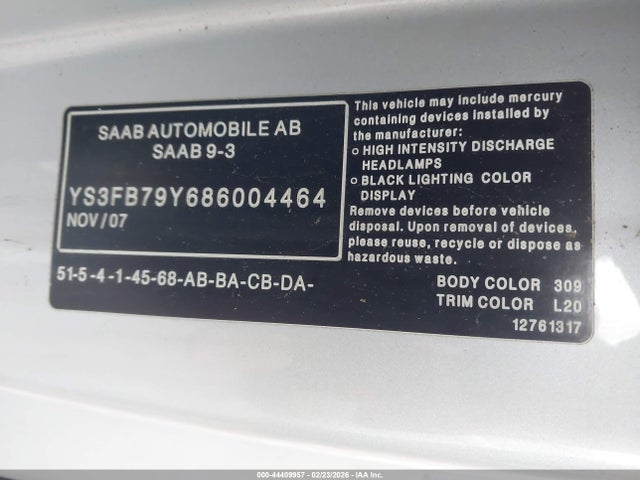 SAAB AUTOMOBILE AB
SAAB 9-3
YS3FB79Y686004464
NOV/07
51-5-4-1-45-68-AB-BA-CB-DA-
This vehicle may include mercury
containing devices installed by
the manufacturer:
o HIGH INTENSITY DISCHARGE
HEADLAMPS
o BLACK LIGHTING COLOR
DISPLAY
Remove devices before vehicle
disposal. Upon removal of devices,
please reuse, recycle or dispose as
hazardous waste.
BODY COLOR 309
TRIM COLOR L20
12761317
000-44409957 - 02/23/2026 - IAA Inc.